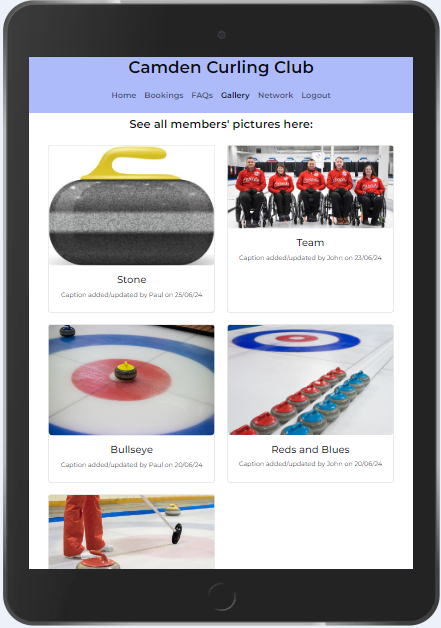 Camden Curling Club
Home Bookings FAQs Gallery Network Logout
See all members' pictures here:
Stone
Caption added/updated by Paul on 25/06/24
Team
Caption added/updated by John on 23/06/24
Bullseye
Caption added/updated by Paul on 20/06/24
Reds and Blues
Caption added/updated by John on 20/06/24